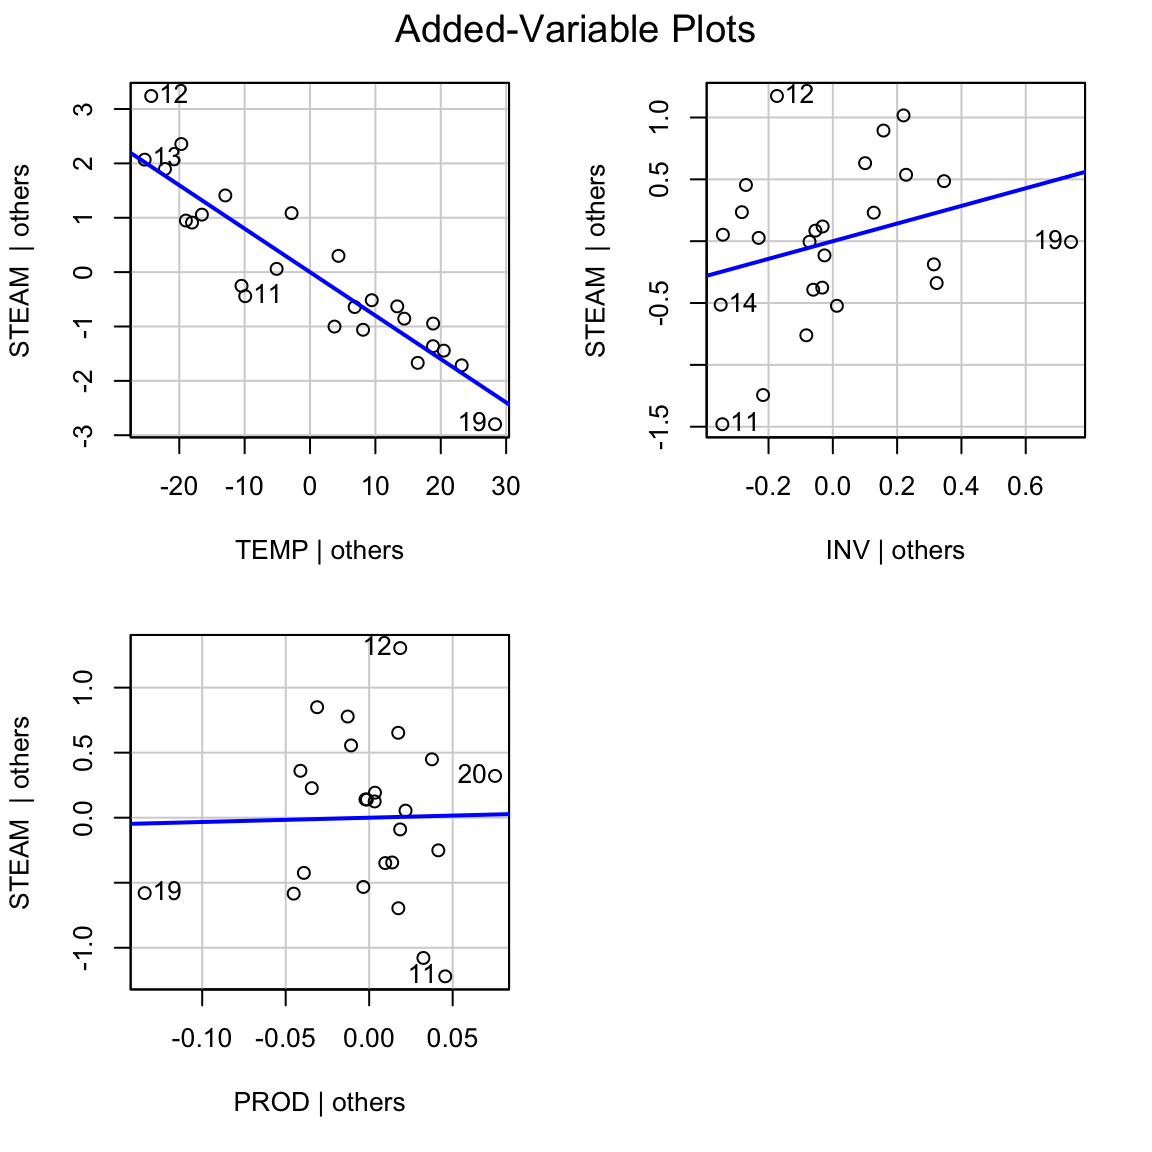 Added-Variable Plots
STEAM | others
3
2
1
0
-1
-2
-3
12
13
11
19
-20 -10 0 10 20 30
TEMP | others
STEAM | others
1.0
0.5
-0.5
-1.5
12
19
14
11
-0.2 0.0 0.2 0.4 0.6
INV | others
STEAM | others
1.0
0.5
0.0
-1.0
12
20
19
11
-0.10 -0.05 0.00 0.05
PROD | others